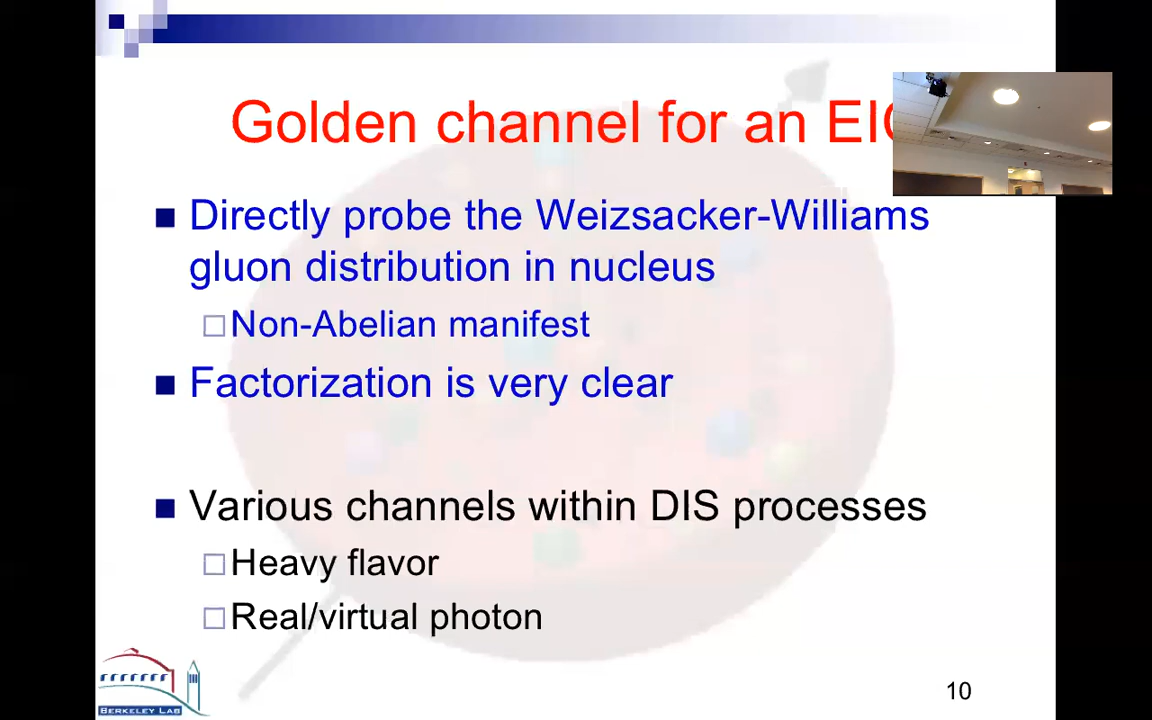 Golden channel for an EIC
Directly probe the Weizsacker-Williams
gluon distribution in nucleus
Non-Abelian manifest
Factorization is very clear
Various channels within DIS processes
Heavy flavor
Real/virtual photon
BERKELEY LAB
10